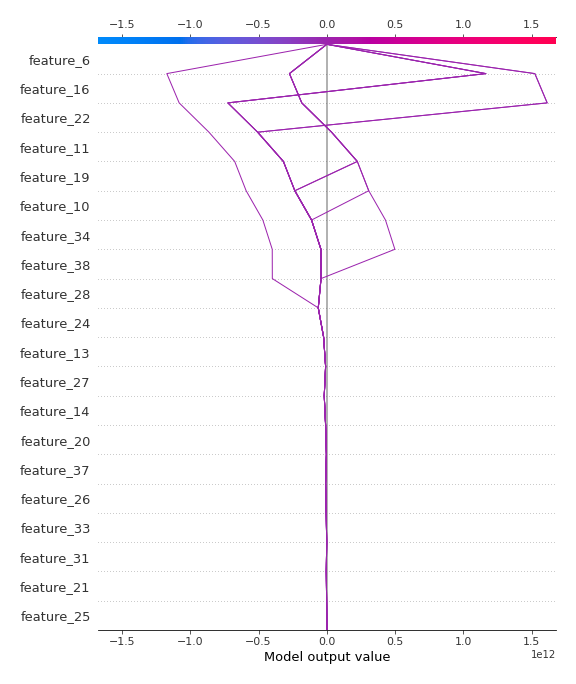 −1.5 −1.0 −0.5 0.0 0.5 1.0 1.5
feature_6
feature_16
feature_22
feature_11
feature_19
feature_10
feature_34
feature_38
feature_28
feature_24
feature_13
feature_27
feature_14
feature_20
feature_37
feature_26
feature_33
feature_31
feature_21
feature_25
−1.5 −1.0 −0.5 0.0 0.5 1.0 1.5
1e12
Model output value